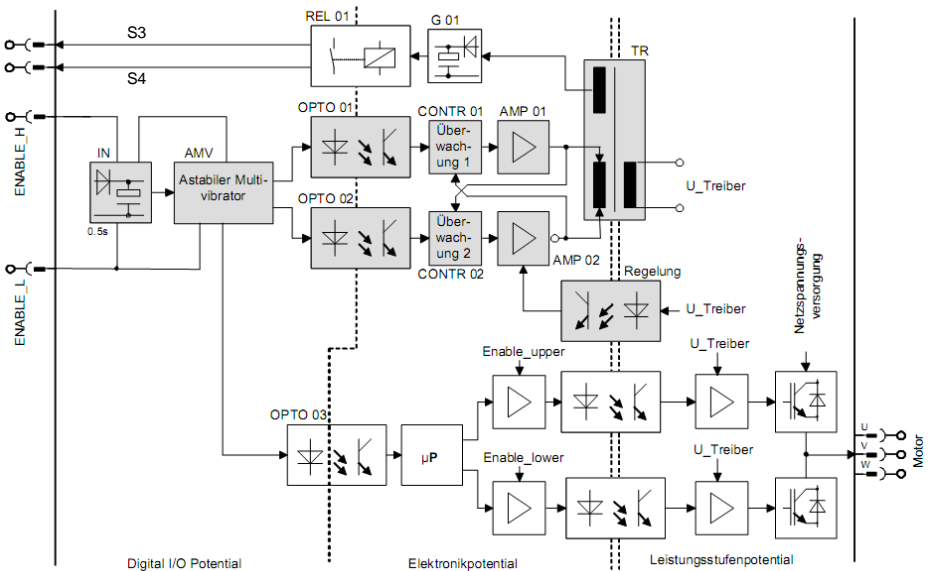 REL 01
G 01
S3
S4
TR
ENABLE_H
OPTO 01
CONTR 01
AMP 01
Über-
wach-
ung 1
IN
AMV
Astabiler Multi-
vibrator
U_Treiber
0.5s
OPTO 02
Über-
wach-
ung 2
CONTR 02
AMP 02
ENABLE_L
Regelung
U_Treiber
Netzspannungs-
versorgung
Enable_upper
U_Treiber
OPTO 03
µP
Enable_lower
U_Treiber
U
V
W
Motor
Digital I/O Potential
Elektronikpotential
Leistungsstufenpotential